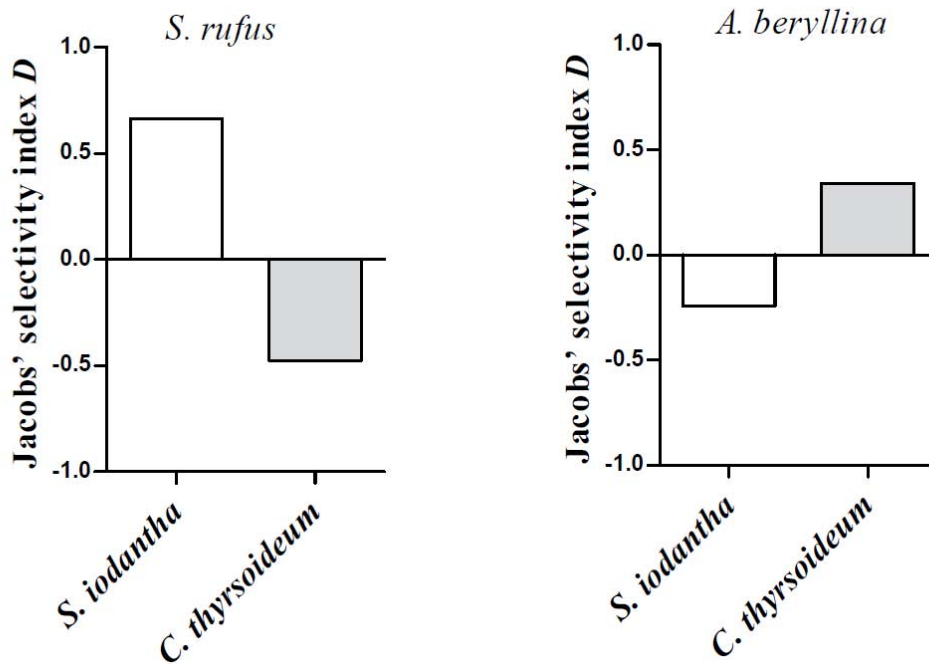 S. rufus
Jacobs' selectivity index D
1.0
0.5
0.0
-0.5
-1.0
S. iodantha
C. thyrsoideum
A. beryllina
Jacobs' selectivity index D
1.0
0.5
0.0
-0.5
-1.0
S. iodantha
C. thyrsoideum